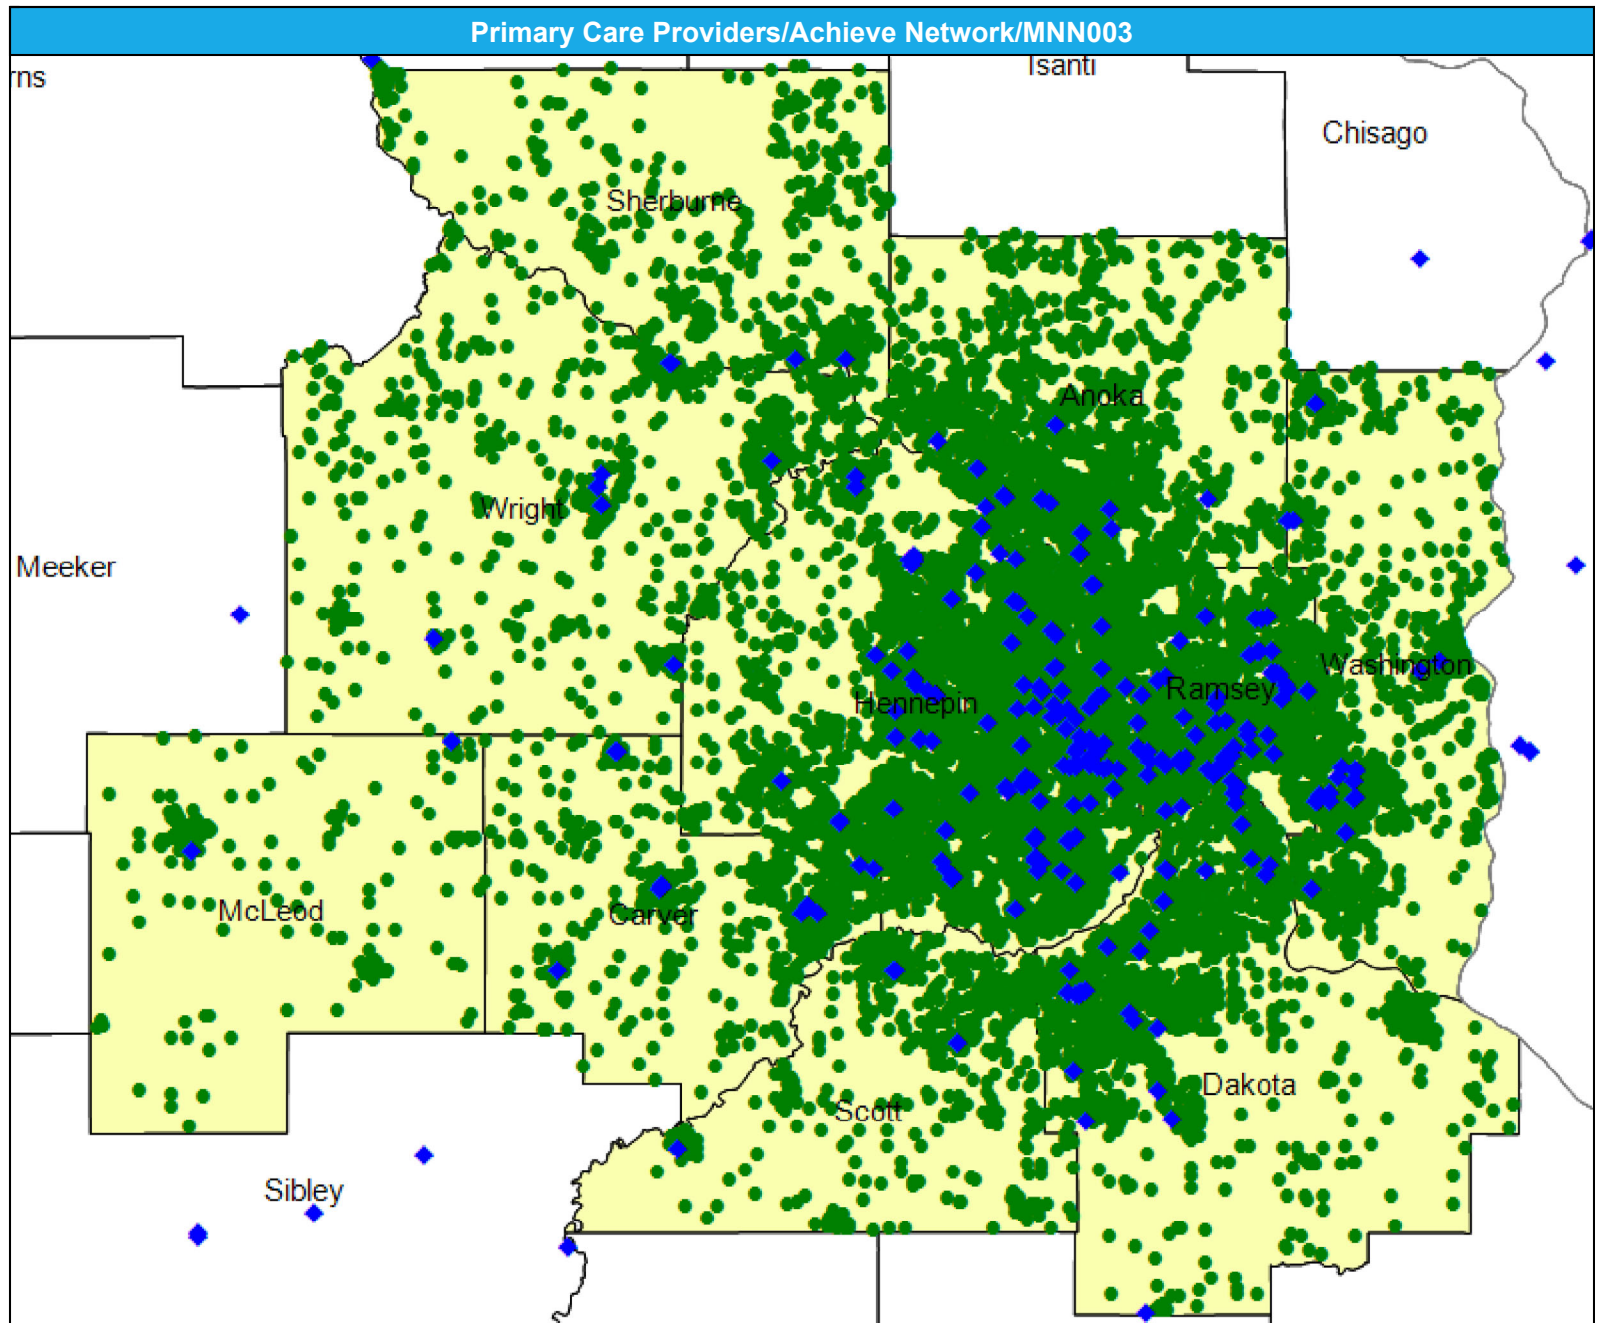 Primary Care Providers/Achieve Network/MNN003
rns
Isanti
Chisago
Sherburne
Anoka
Wright
Meeker
Washington
Ramsey
Hennepin
McLeod
Carver
Dakota
Scott
Sibley